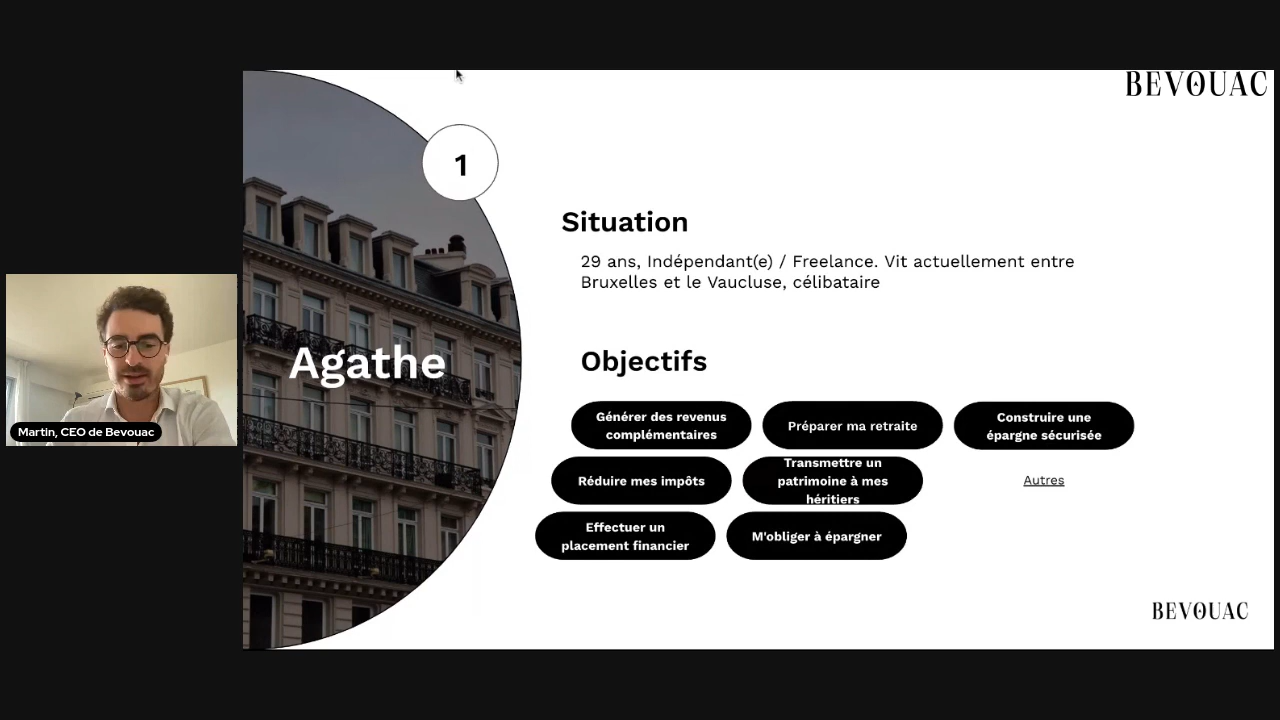 BEVOUAC
1
Situation
29 ans, Indépendant(e) / Freelance. Vit actuellement entre
Bruxelles et le Vaucluse, célibataire
Agathe
Objectifs
Générer des revenus
complémentaires
Préparer ma retraite
Construire une
épargne sécurisée
Réduire mes impôts
Transmettre un
patrimoine à mes
héritiers
Autres
Effectuer un
placement financier
M'obliger à épargner
Martin, CEO de Bevouac
BEVOUAC